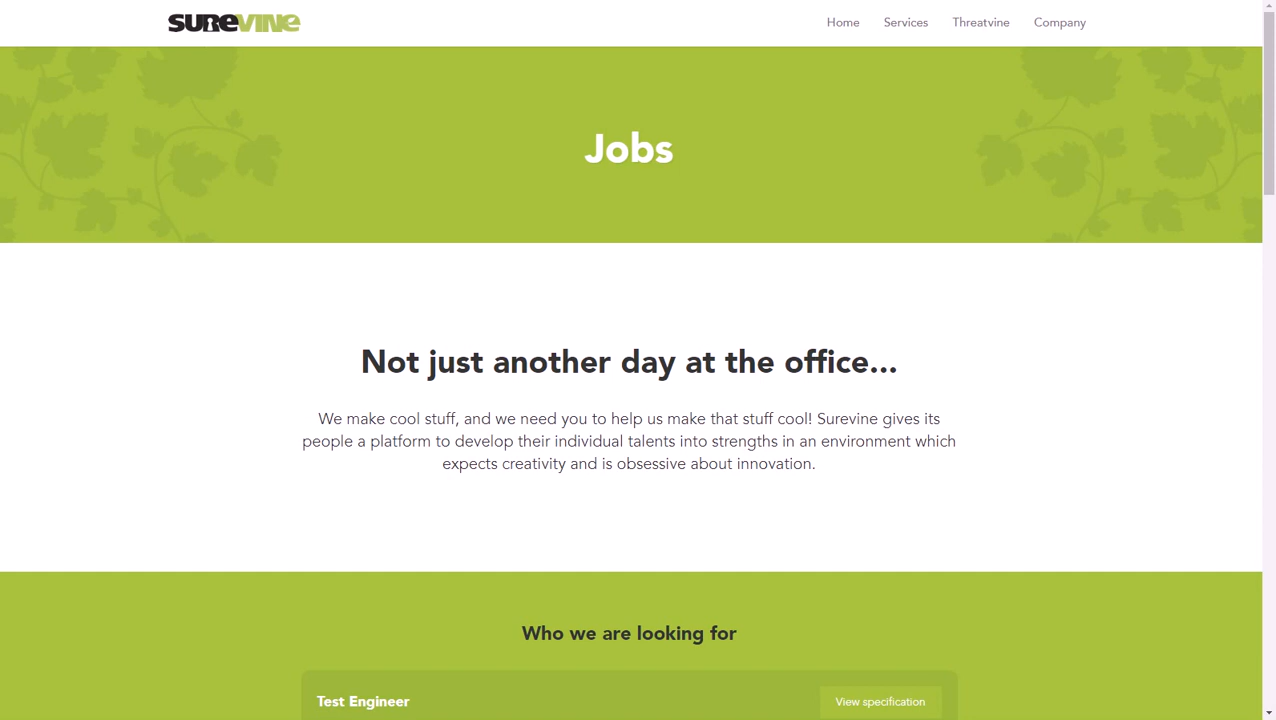 SUREVINE
Home Services Threatvine Company
Jobs
Not just another day at the office...
We make cool stuff, and we need you to help us make that stuff cool! Surevine gives its
people a platform to develop their individual talents into strengths in an environment which
expects creativity and is obsessive about innovation.
Who we are looking for
Test Engineer View specification